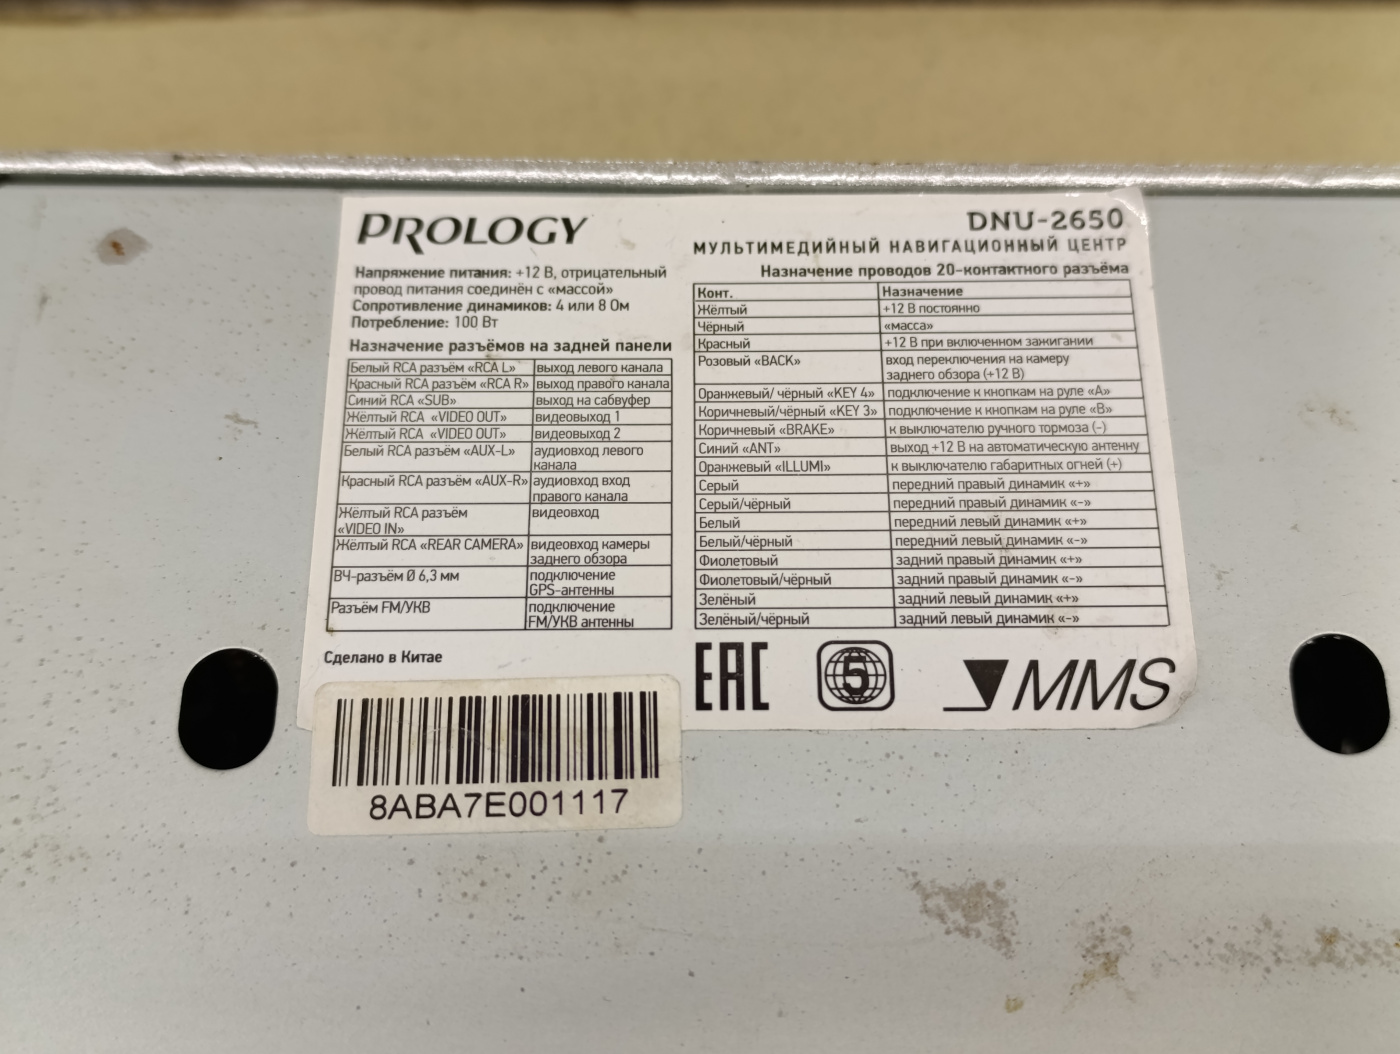 PROLOGY
Напряжение питания: +12 В, отрицательный
провод питания соединён с «массой»
Сопротивление динамиков: 4 или 8 Ом
Потребление: 100 Вт
Назначение разъёмов на задней панели
Белый RCA разъём «RCA L» выход левого канала
Красный RCA разъём «RCA R» выход правого канала
Синий RCA «SUB» выход на сабвуфер
Жёлтый RCA «VIDEO OUT» видеовыход 1
Жёлтый RCA «VIDEO OUT» видеовыход 2
Белый RCA разъём «AUX-L» аудиовход левого
канала
Красный RCA разъём «AUX-R» аудиовход вход
правого канала
Жёлтый RCA разъём видеовход
«VIDEO IN»
Жёлтый RCA «REAR CAMERA» видеовход камеры
заднего обзора
ВЧ-разъём Ø 6,3 мм подключение
GPS-антенны
Разъём FM/УКВ подключение
FM/УКВ антенны
Сделано в Китае
8ABA7E001117
DNU-2650
МУЛЬТИМЕДИЙНЫЙ НАВИГАЦИОННЫЙ ЦЕНТР
Назначение проводов 20-контактного разъёма
Конт. Назначение
Жёлтый +12 В постоянно
Чёрный «масса»
Красный +12 В при включенном зажигании
Розовый «BACK» вход переключения на камеру
заднего обзора (+12 В)
Оранжевый/ чёрный «KEY 4» подключение к кнопкам на руле «A»
Коричневый/чёрный «KEY 3» подключение к кнопкам на руле «B»
Коричневый «BRAKE» к выключателю ручного тормоза (-)
Синий «ANT» выход +12 В на автоматическую антенну
Оранжевый «ILLUMI» к выключателю габаритных огней (+)
Серый передний правый динамик «+»
Серый/чёрный передний правый динамик «-»
Белый передний левый динамик «+»
Белый/чёрный передний левый динамик «-»
Фиолетовый задний правый динамик «+»
Фиолетовый/чёрный задний правый динамик «-»
Зелёный задний левый динамик «+»
Зелёный/чёрный задний левый динамик «-»
EAC 5 MMS